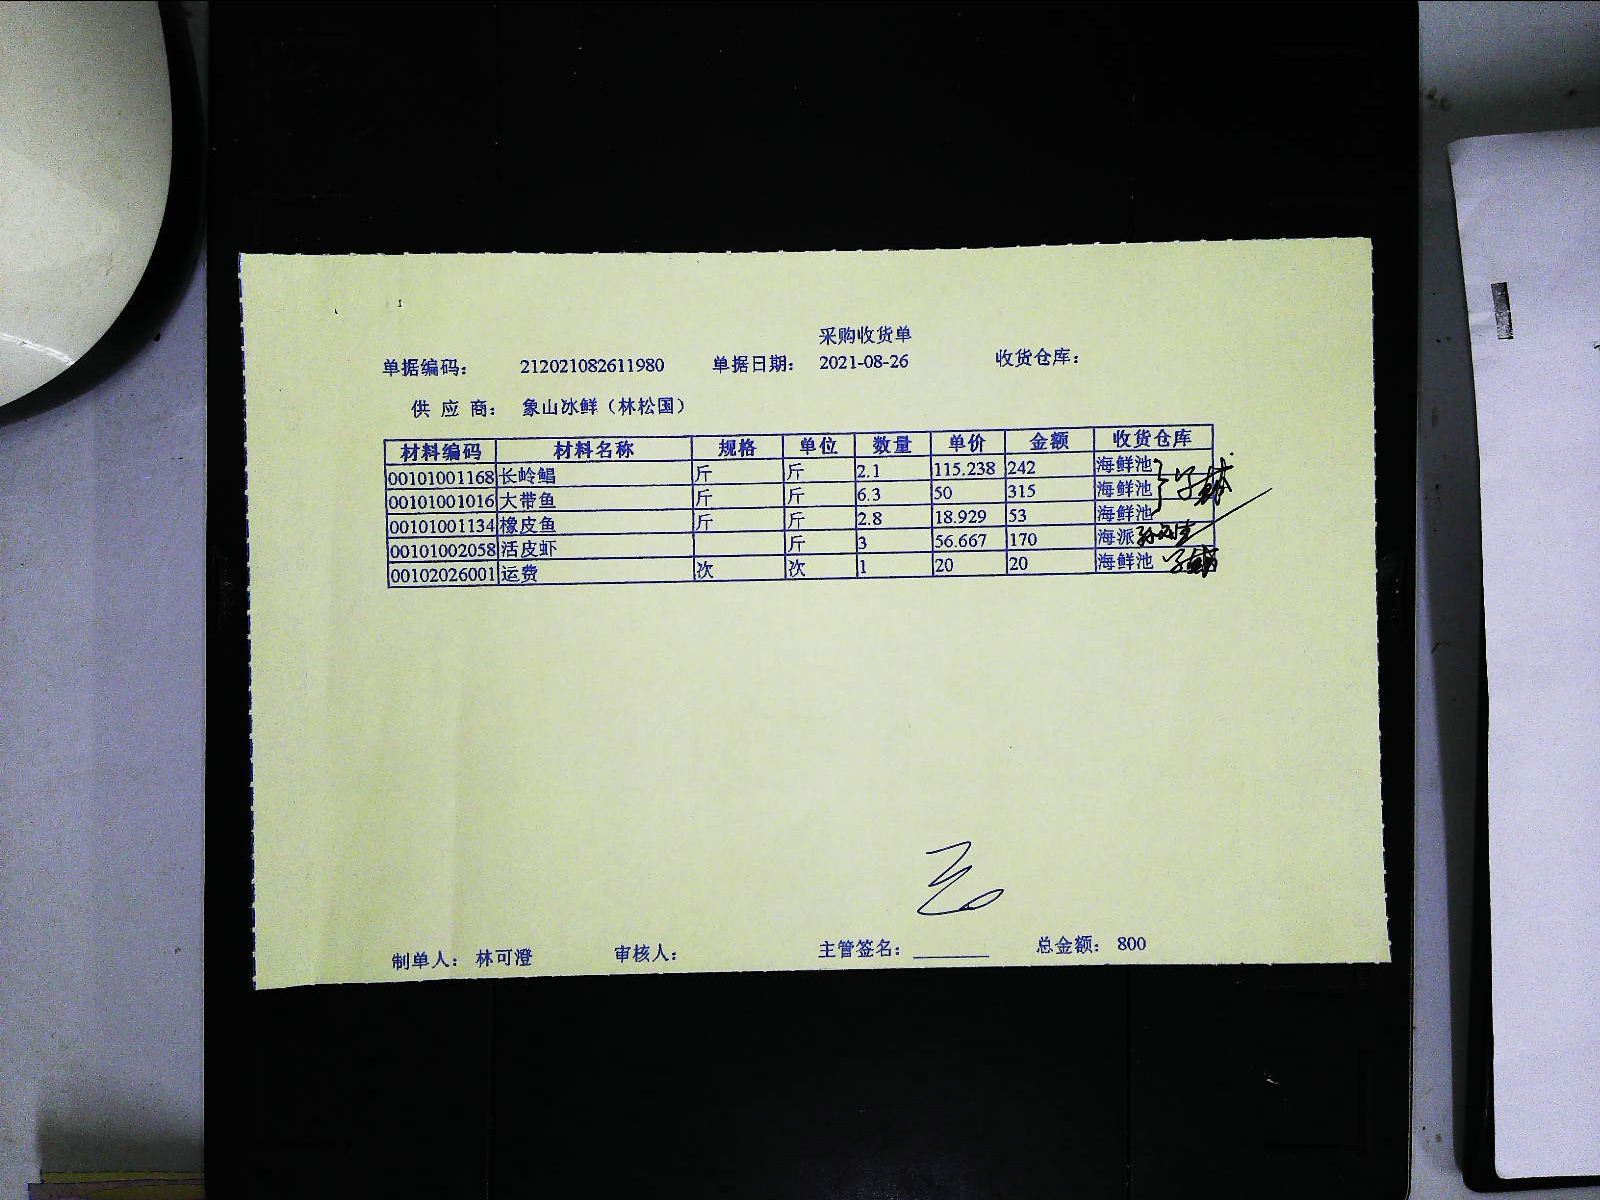 采购收货单
单据编码： 212021082611980 单据日期： 2021-08-26 收货仓库：
供 应 商： 象山冰鲜（林松国）
材料编码 材料名称 规格 单位 数量 单价 金额 收货仓库
00101001168 长岭鲳 斤 斤 2.1 115.238 242 海鲜池
00101001016 大带鱼 斤 斤 6.3 50 315 海鲜池
00101001134 橡皮鱼 斤 斤 2.8 18.929 53 海鲜池
00101002058 活皮虾 斤 3 56.667 170 海派
00102026001 运费 次 次 1 20 20 海鲜池
制单人： 林可澄 审核人： 主管签名： 总金额： 800